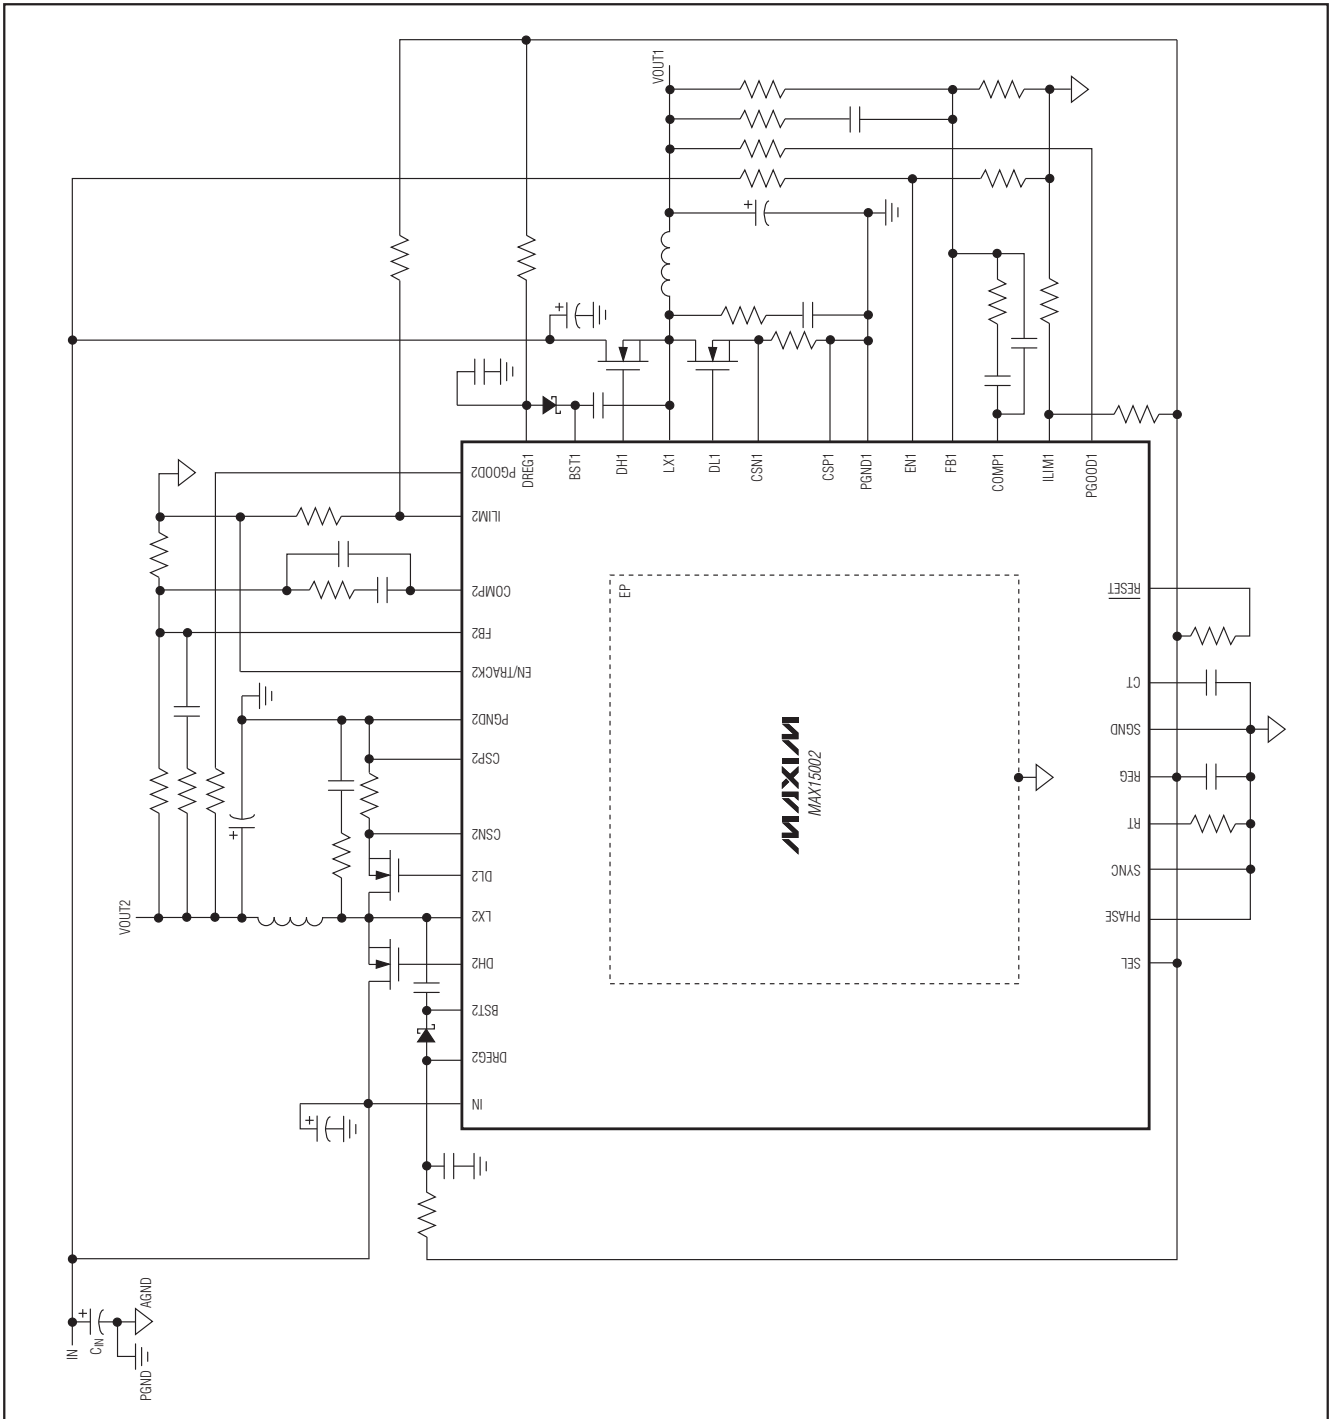 VOUT1
DREG1
BST1
DH1
LX1
DL1
CSN1
CSP1
PGND1
EN1
FB1
COMP1
ILIM1
PGOOD1
PGOOD2
ILIM2
COMP2
FB2
EN/TRACK2
PGND2
CSP2
CSN2
DL2
LX2
DH2
BST2
DREG2
IN
VOUT2
EP
MAXIM
MAX15002
RESET
CT
SGND
REG
RT
SYNC
PHASE
SEL
+
+
+
+
+
IN
CIN
PGND
AGND